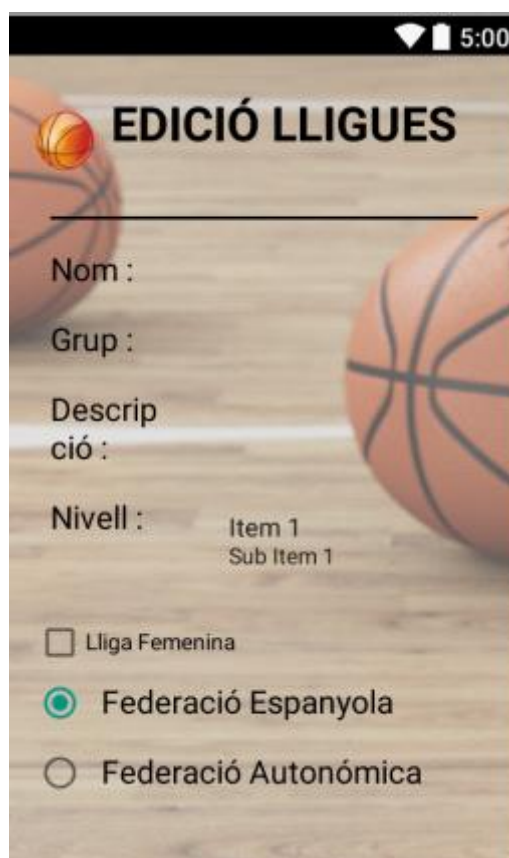 5:00
EDICIÓ LLIGUES
Nom :
Grup :
Descrip
ció :
Nivell :
Item 1
Sub Item 1
Lliga Femenina
Federació Espanyola
Federació Autonómica